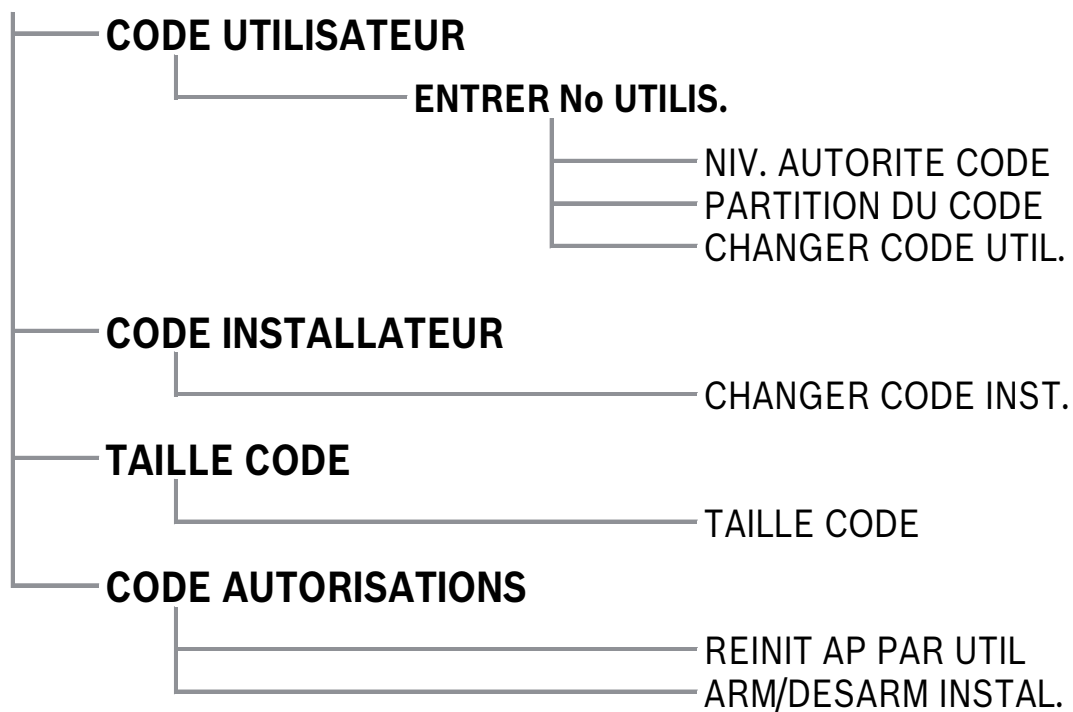 CODE UTILISATEUR
ENTRER No UTILIS.
NIV. AUTORITE CODE
PARTITION DU CODE
CHANGER CODE UTIL.
CODE INSTALLATEUR
CHANGER CODE INST.
TAILLE CODE
TAILLE CODE
CODE AUTORISATIONS
REINIT AP PAR UTIL
ARM/DESARM INSTAL.